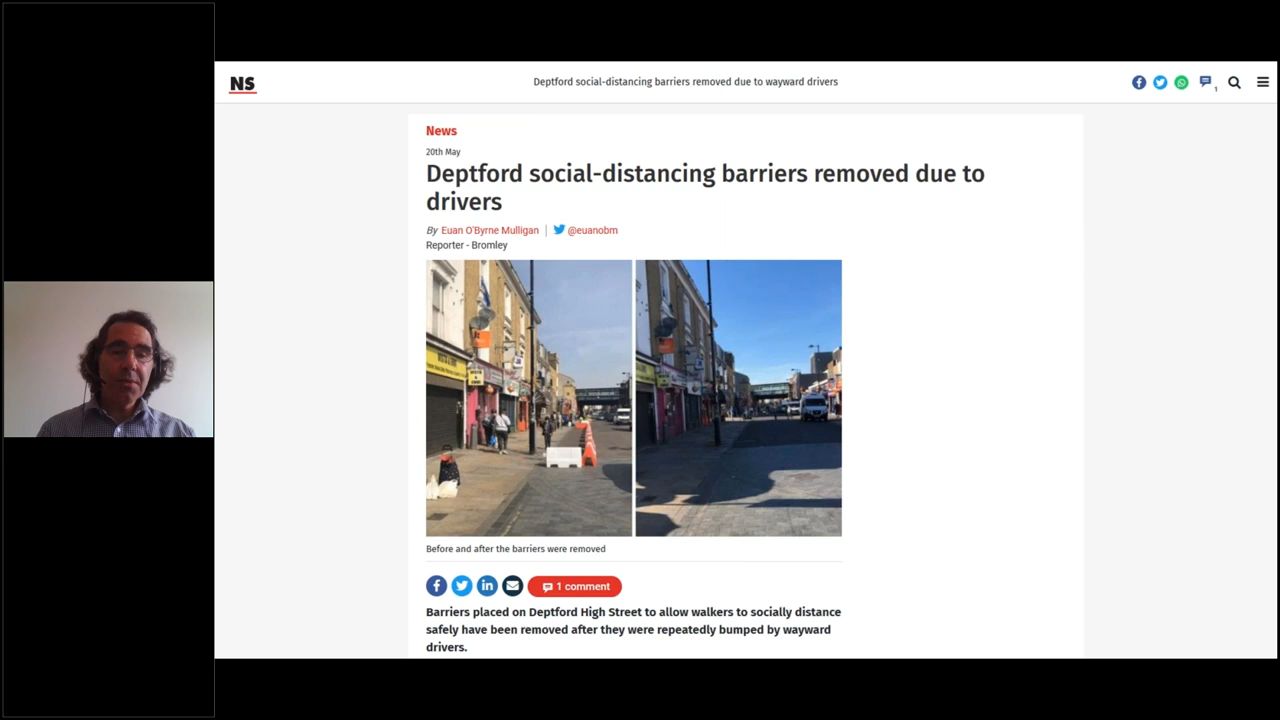 NS
Deptford social-distancing barriers removed due to wayward drivers
1
News
20th May
Deptford social-distancing barriers removed due to
drivers
By Euan O'Byrne Mulligan | @euanobm
Reporter - Bromley
Before and after the barriers were removed
1 comment
Barriers placed on Deptford High Street to allow walkers to socially distance
safely have been removed after they were repeatedly bumped by wayward
drivers.